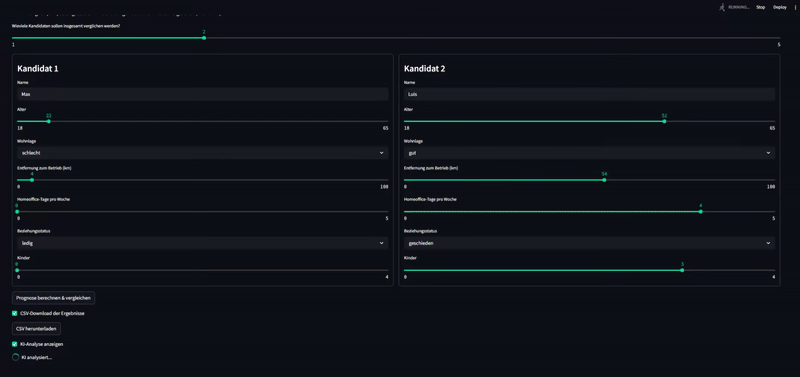 RUNNING...
Stop
Deploy
Wieviele Kandidaten sollen insgesamt verglichen werden?
2
1
5
Kandidat 1
Name
Max
Alter
22
18
65
Wohnlage
schlecht
Entfernung zum Betrieb (km)
4
0
100
Homeoffice-Tage pro Woche
0
0
5
Beziehungsstatus
ledig
Kinder
0
0
4
Kandidat 2
Name
Luis
Alter
18
65
Wohnlage
gut
Entfernung zum Betrieb (km)
54
0
100
Homeoffice-Tage pro Woche
4
0
5
Beziehungsstatus
geschieden
Kinder
3
0
4
Prognose berechnen & vergleichen
CSV-Download der Ergebnisse
CSV herunterladen
KI-Analyse anzeigen
KI analysiert...